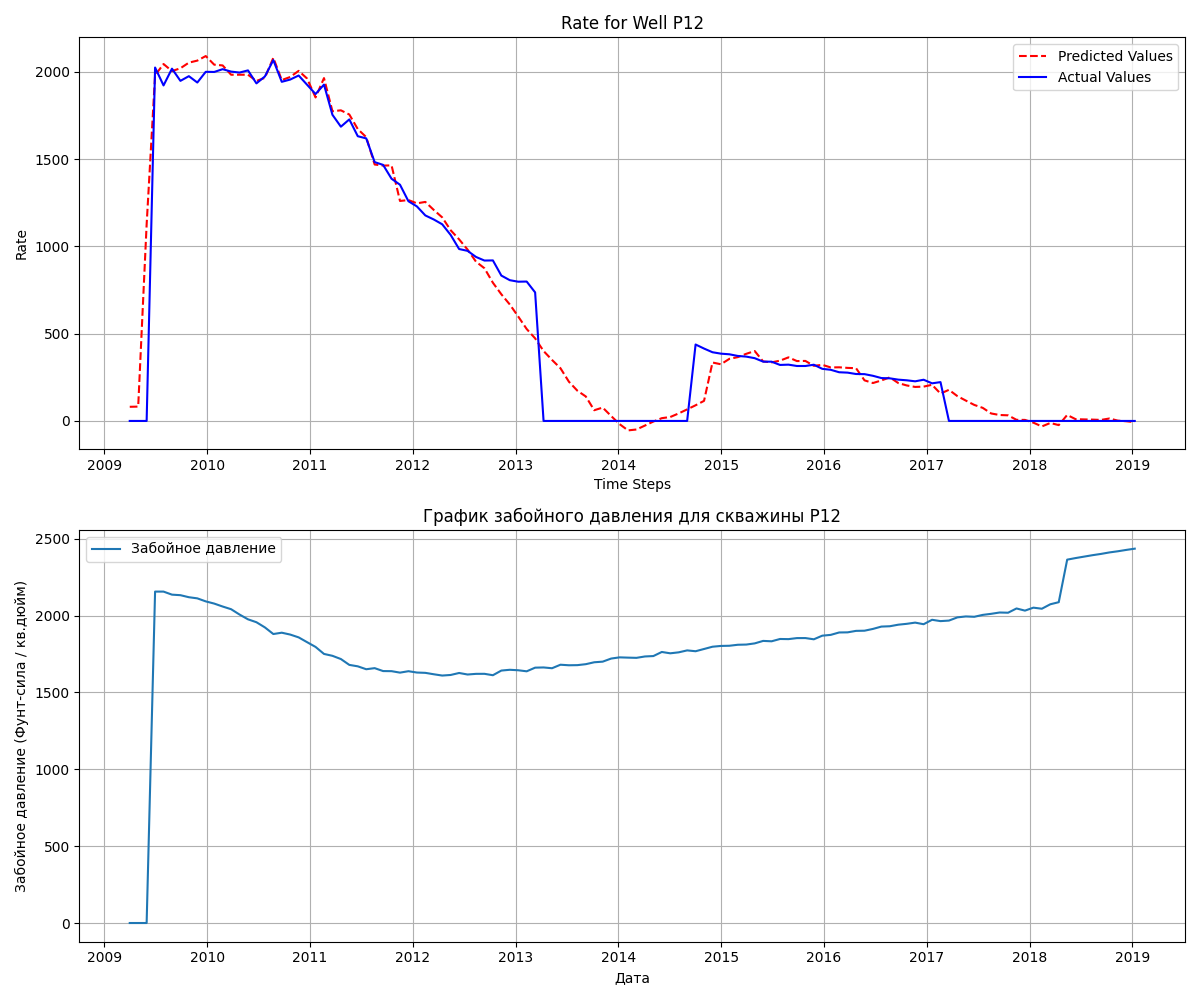 Rate for Well P12
Predicted Values
Actual Values
Rate
2000
1500
1000
500
0
2009 2010 2011 2012 2013 2014 2015 2016 2017 2018 2019
Time Steps
График забойного давления для скважины P12
Забойное давление
Забойное давление (Фунт-сила / кв.дюйм)
2500
2000
1500
1000
500
0
2009 2010 2011 2012 2013 2014 2015 2016 2017 2018 2019
Дата